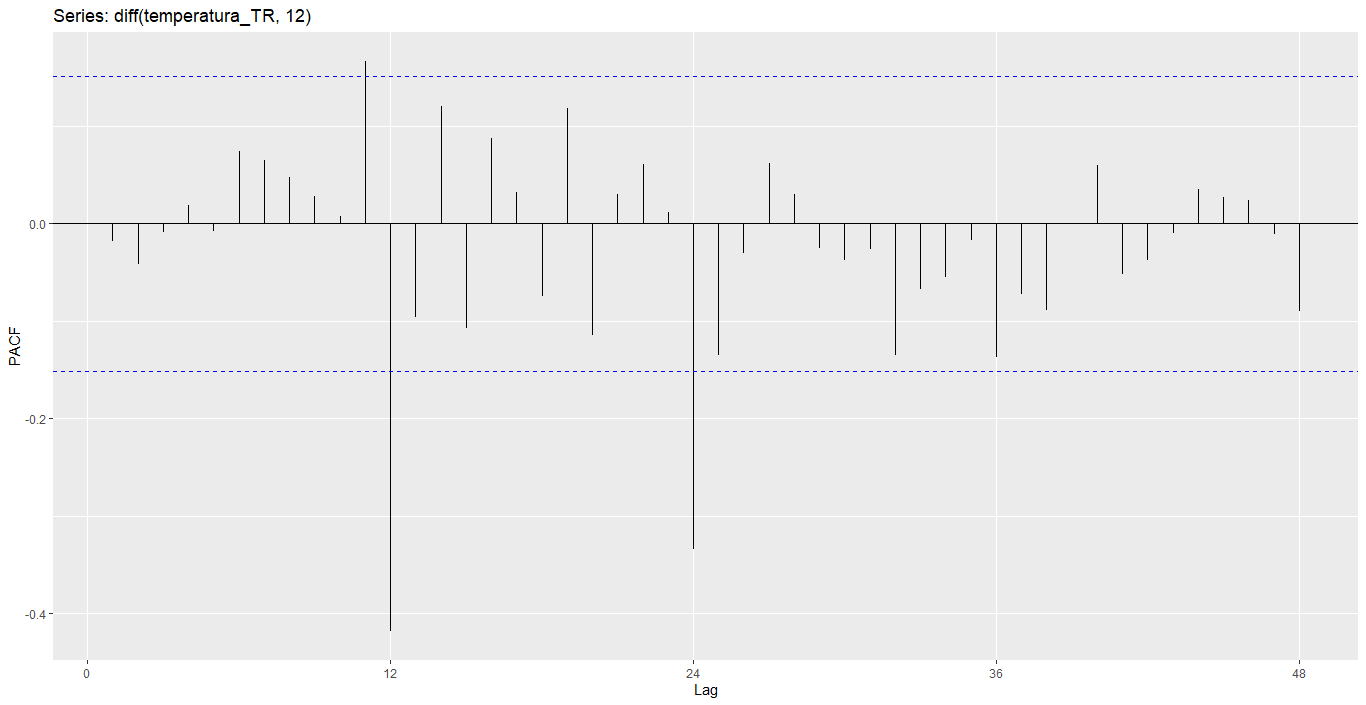 Series: diff(temperatura_TR, 12)
PACF
0.0
-0.2
-0.4
0 12 24 36 48
Lag